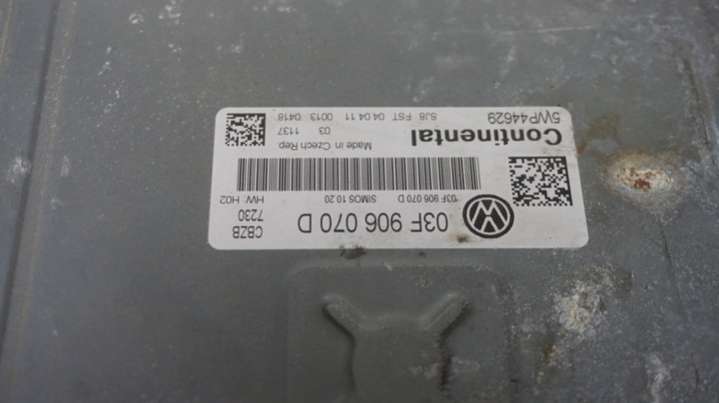 03F 906 070 D
CBZB
7230
*03F 906 070 D SIMOS 10.20 HW: H02
Made in Czech Rep. 03 1137
Continental
SJ6 FST 04.04.11 0013 0418
5WP44629